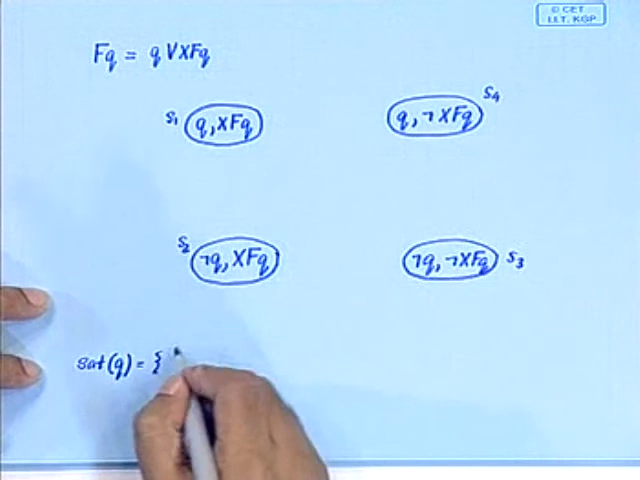 © CET
I.I.T. KGP
Fq = q V XFq
S1 q, XFq
q, ¬XFq S4
S2 ¬q, XFq
¬q, ¬XFq S3
sat(q) = {